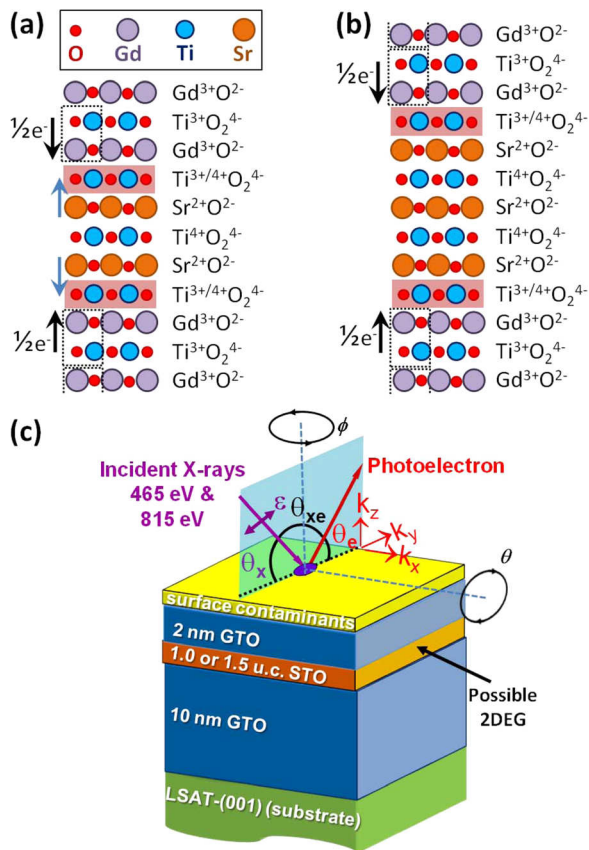 (a)
O Gd Ti Sr
Gd³⁺O²⁻
Ti³⁺O₂⁴⁻
½e⁻
Gd³⁺O²⁻
Ti³⁺/⁴⁺O₂⁴⁻
Sr²⁺O²⁻
Ti⁴⁺O₂⁴⁻
Sr²⁺O²⁻
Ti³⁺/⁴⁺O₂⁴⁻
½e⁻
Gd³⁺O²⁻
Ti³⁺O₂⁴⁻
Gd³⁺O²⁻
(b)
Gd³⁺O²⁻
Ti³⁺O₂⁴⁻
½e⁻
Gd³⁺O²⁻
Ti³⁺/⁴⁺O₂⁴⁻
Sr²⁺O²⁻
Ti⁴⁺O₂⁴⁻
Sr²⁺O²⁻
Ti⁴⁺O₂⁴⁻
Sr²⁺O²⁻
Ti³⁺/⁴⁺O₂⁴⁻
½e⁻
Gd³⁺O²⁻
Ti³⁺O₂⁴⁻
Gd³⁺O²⁻
(c)
ϕ
Incident X-rays
465 eV &
815 eV
Photoelectron
ε
θxe
θx
θe
kz
ky
kx
θ
surface contaminants
2 nm GTO
1.0 or 1.5 u.c. STO
10 nm GTO
LSAT-(001) (substrate)
Possible
2DEG